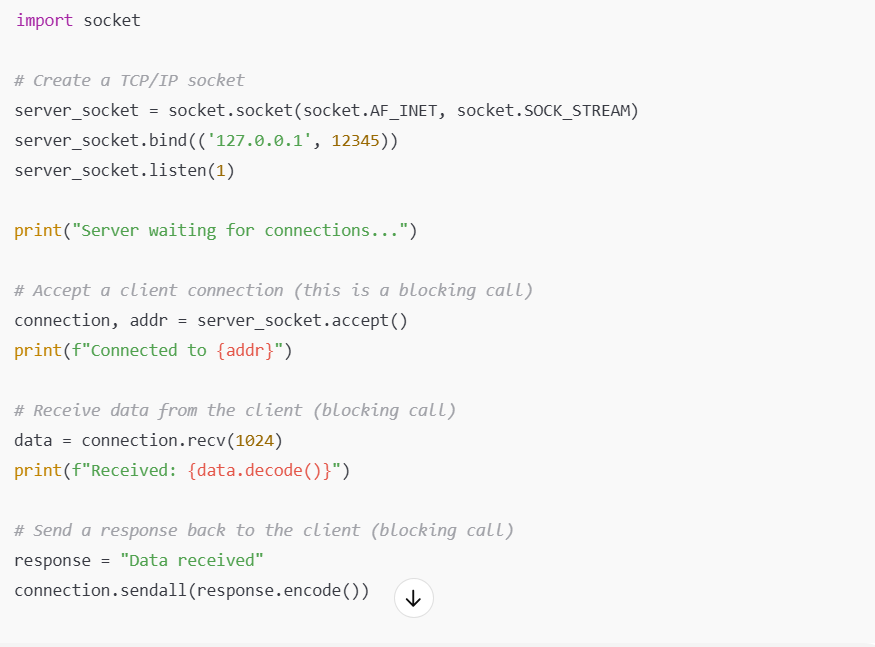 import socket
# Create a TCP/IP socket
server_socket = socket.socket(socket.AF_INET, socket.SOCK_STREAM)
server_socket.bind(('127.0.0.1', 12345))
server_socket.listen(1)
print("Server waiting for connections...")
# Accept a client connection (this is a blocking call)
connection, addr = server_socket.accept()
print(f"Connected to {addr}")
# Receive data from the client (blocking call)
data = connection.recv(1024)
print(f"Received: {data.decode()}")
# Send a response back to the client (blocking call)
response = "Data received"
connection.sendall(response.encode())